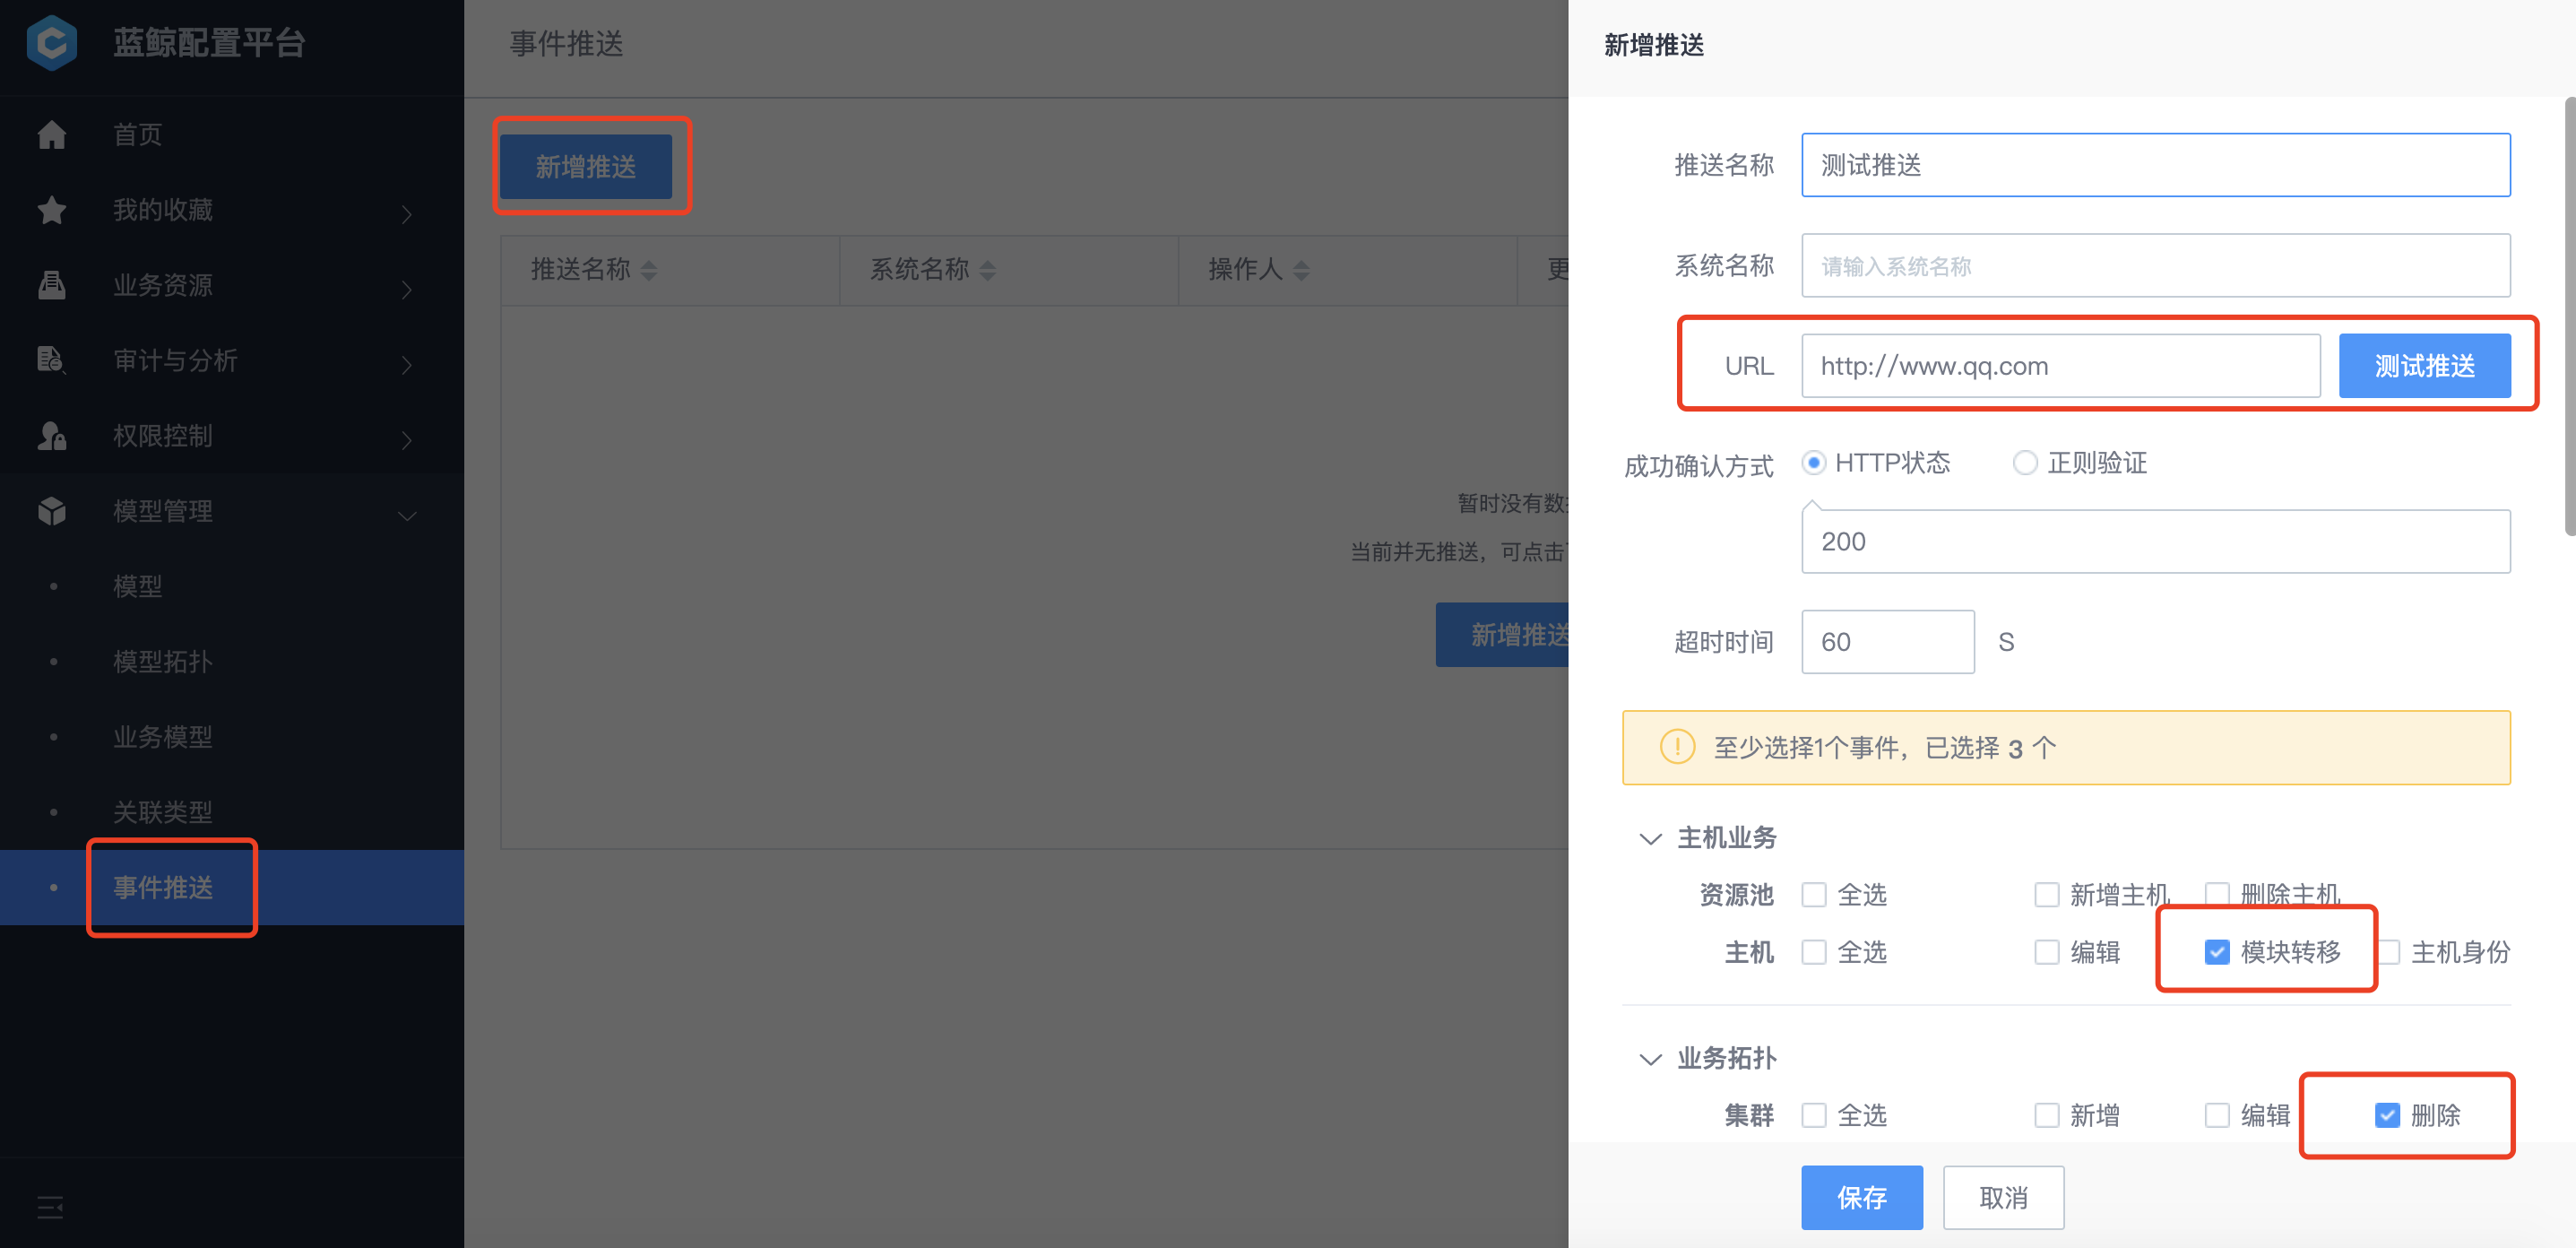 蓝鲸配置平台
首页
我的收藏
业务资源
审计与分析
权限控制
模型管理
模型
模型拓扑
业务模型
关联类型
事件推送
事件推送
新增推送
推送名称 系统名称 操作人 更
暂时没有数
当前并无推送，可点击
新增推送
新增推送
推送名称 测试推送
系统名称 请输入系统名称
URL http://www.qq.com 测试推送
成功确认方式 HTTP状态 正则验证
200
超时时间 60 S
至少选择1个事件，已选择 3 个
主机业务
资源池 全选 新增主机 删除主机
主机 全选 编辑 模块转移 主机身份
业务拓扑
集群 全选 新增 编辑 删除
保存 取消